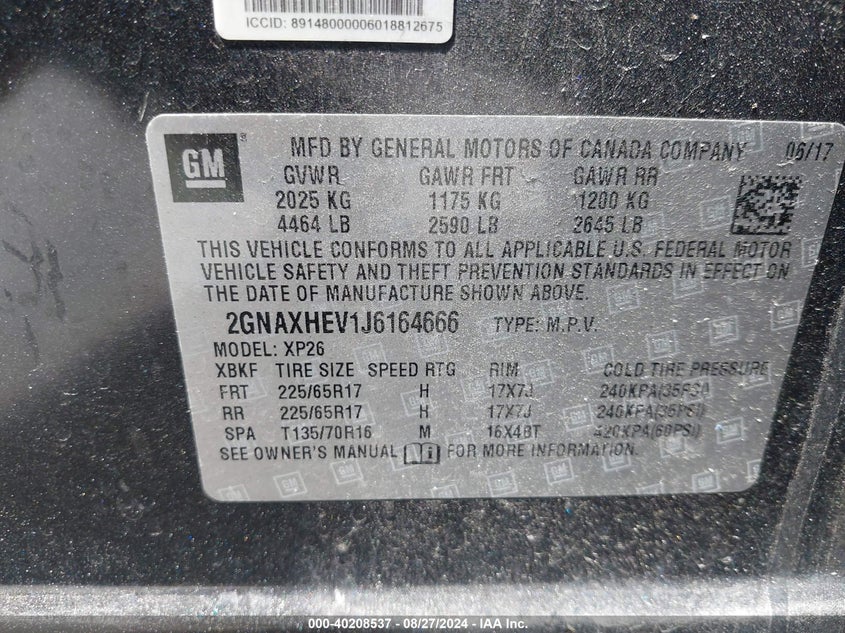 ICCID: 89148000006018812675
GM
MFD BY GENERAL MOTORS OF CANADA COMPANY 06/17
GVWR GAWR FRT GAWR RR
2025 KG 1175 KG 1200 KG
4464 LB 2590 LB 2645 LB
THIS VEHICLE CONFORMS TO ALL APPLICABLE U.S. FEDERAL MOTOR
VEHICLE SAFETY AND THEFT PREVENTION STANDARDS IN EFFECT ON
THE DATE OF MANUFACTURE SHOWN ABOVE.
2GNAXHEV1J6164666 TYPE: M.P.V.
MODEL: XP26
XBKF TIRE SIZE SPEED RTG RIM COLD TIRE PRESSURE
FRT 225/65R17 H 17X7J 240KPA(35PSI)
RR 225/65R17 H 17X7J 240KPA(35PSI)
SPA T135/70R16 M 16X4BT 420KPA(60PSI)
SEE OWNER'S MANUAL FOR MORE INFORMATION.
000-40208537 - 08/27/2024 - IAAI.COM